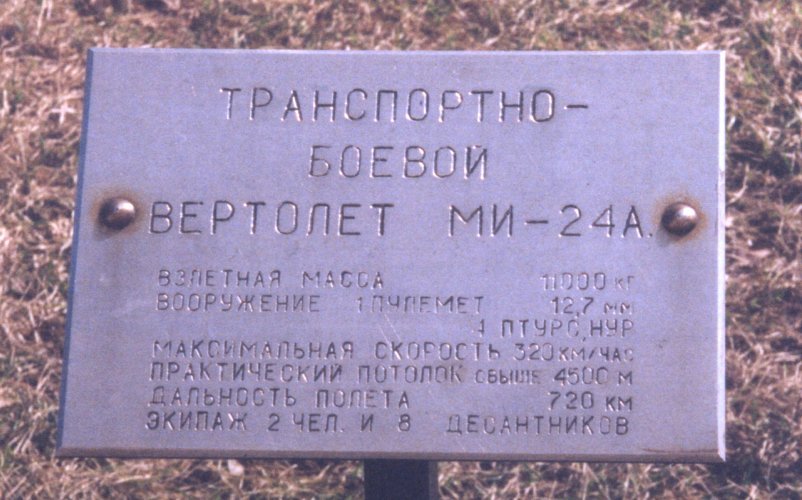 ТРАНСПОРТНО-
БОЕВОЙ
ВЕРТОЛЕТ МИ-24А.
ВЗЛЕТНАЯ МАССА 11000 кг
ВООРУЖЕНИЕ 1 ПУЛЕМЕТ 12,7 мм
4 ПТУРС, НУР
МАКСИМАЛЬНАЯ СКОРОСТЬ 320 КМ/ЧАС
ПРАКТИЧЕСКИЙ ПОТОЛОК СВЫШЕ 4500 М
ДАЛЬНОСТЬ ПОЛЕТА 720 КМ
ЭКИПАЖ 2 ЧЕЛ. И 8 ДЕСАНТНИКОВ